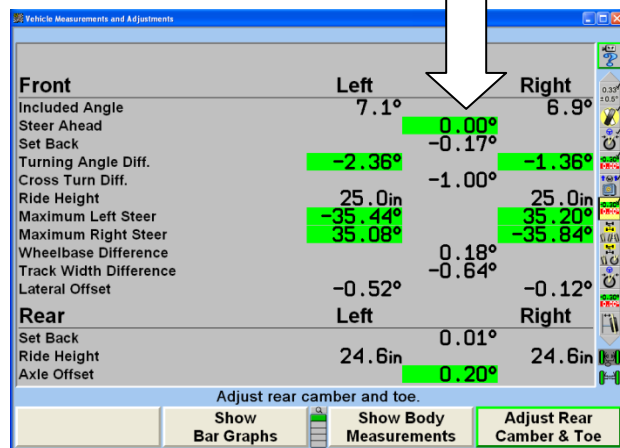 Vehicle Measurements and Adjustments
Front Left Right
Included Angle 7.1° 6.9°
Steer Ahead 0.00°
Set Back -0.17°
Turning Angle Diff. -2.36° -1.36°
Cross Turn Diff. -1.00°
Ride Height 25.0in 25.0in
Maximum Left Steer -35.44° 35.20°
Maximum Right Steer 35.08° -35.84°
Wheelbase Difference 0.18°
Track Width Difference -0.64°
Lateral Offset -0.52° -0.12°
Rear Left Right
Set Back 0.01°
Ride Height 24.6in 24.6in
Axle Offset 0.20°
Adjust rear camber and toe.
Show Bar Graphs
Show Body Measurements
Adjust Rear Camber & Toe